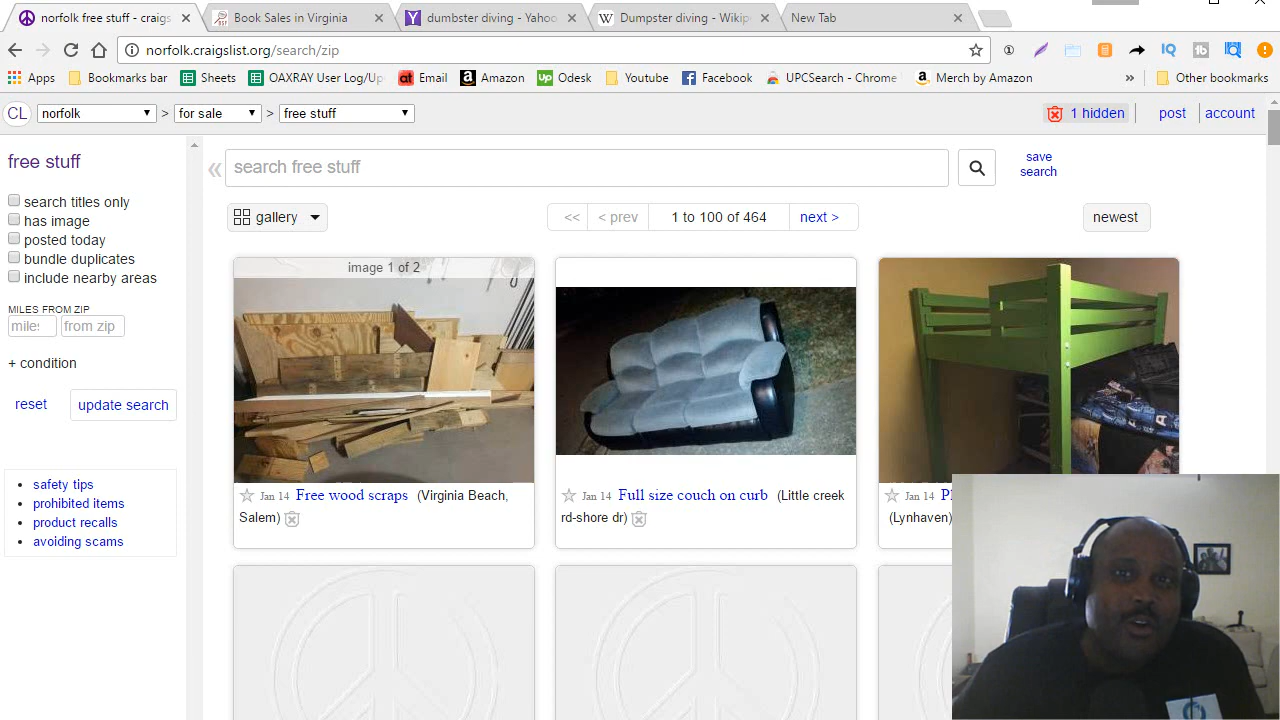 norfolk free stuff - craigs
Book Sales in Virginia
dumbster diving - Yahoo
Dumpster diving - Wikip
New Tab
norfolk.craigslist.org/search/zip
Apps
Bookmarks bar
Sheets
OAXRAY User Log/Up
at Email
a Amazon
Up Odesk
Youtube
Facebook
UPCSearch - Chrome
a Merch by Amazon
»
Other bookmarks
CL norfolk > for sale > free stuff
1 hidden
post
account
free stuff
search titles only
has image
posted today
bundle duplicates
include nearby areas
MILES FROM ZIP
miles
from zip
+ condition
reset
update search
safety tips
prohibited items
product recalls
avoiding scams
«
search free stuff
save
search
gallery
<< < prev 1 to 100 of 464 next >
newest
image 1 of 2
Jan 14 Free wood scraps (Virginia Beach,
Salem)
Jan 14 Full size couch on curb (Little creek
rd-shore dr)
Jan 14
(Lynhaven)